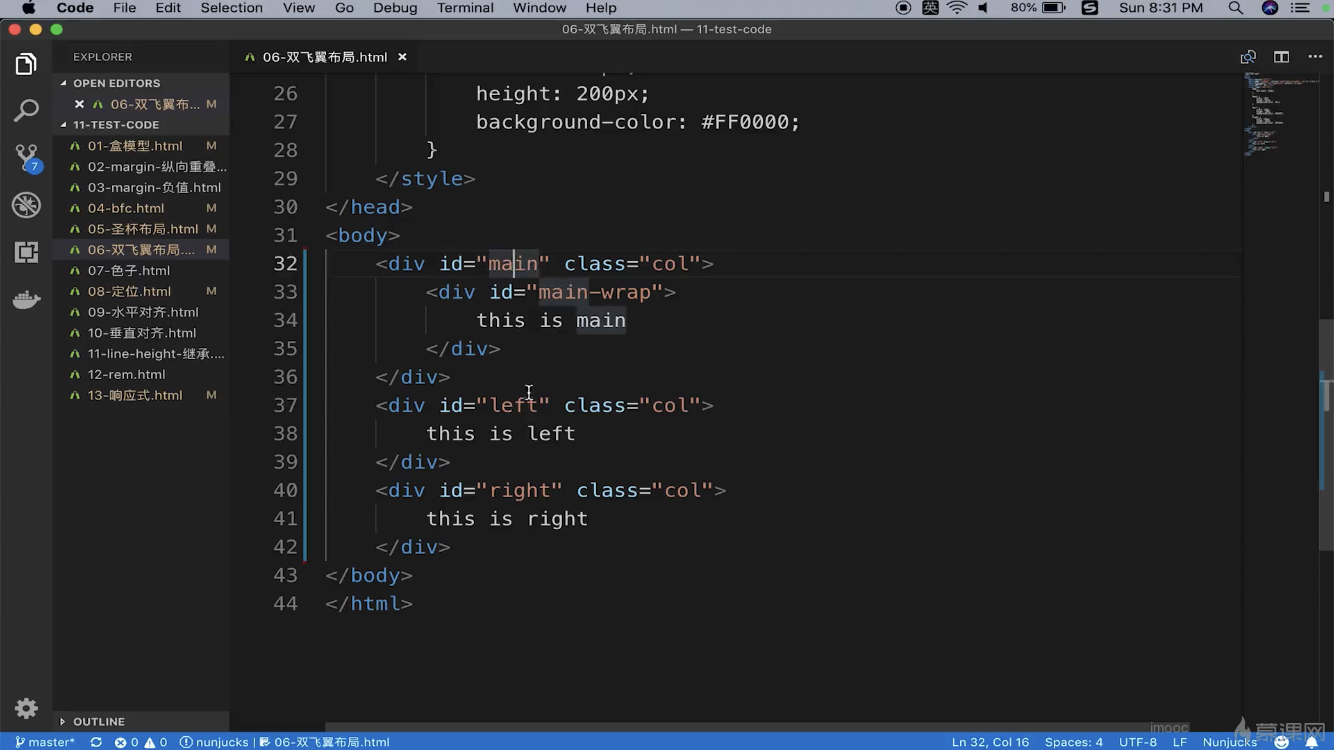 Code File Edit Selection View Go Debug Terminal Window Help 英 80% S Sun 8:31 PM
06-双飞翼布局.html — 11-test-code
EXPLORER
06-双飞翼布局.html ×
OPEN EDITORS
× 06-双飞翼布... M
11-TEST-CODE
01-盒模型.html M
02-margin-纵向重叠...
03-margin-负值.html
04-bfc.html M
05-圣杯布局.html M
06-双飞翼布局.... M
07-色子.html
08-定位.html M
09-水平对齐.html
10-垂直对齐.html
11-line-height-继承....
12-rem.html
13-响应式.html M
7
OUTLINE
26 height: 200px;
27 background-color: #FF0000;
28 }
29 </style>
30 </head>
31 <body>
32 <div id="main" class="col">
33 <div id="main-wrap">
34 this is main
35 </div>
36 </div>
37 <div id="left" class="col">
38 this is left
39 </div>
40 <div id="right" class="col">
41 this is right
42 </div>
43 </body>
44 </html>
imooc 慕课网
master* 0 0 nunjucks | 06-双飞翼布局.html Ln 32, Col 16 Spaces: 4 UTF-8 LF Nunjucks